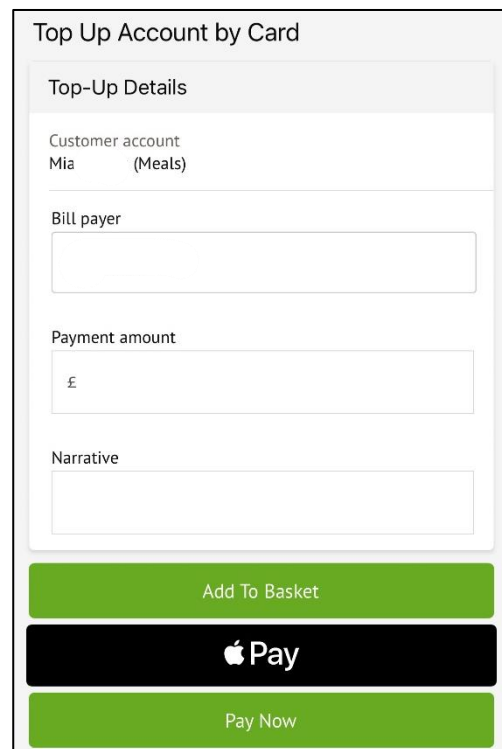 Top Up Account by Card
Top-Up Details
Customer account
Mia (Meals)
Bill payer
Payment amount
£
Narrative
Add To Basket
Pay
Pay Now